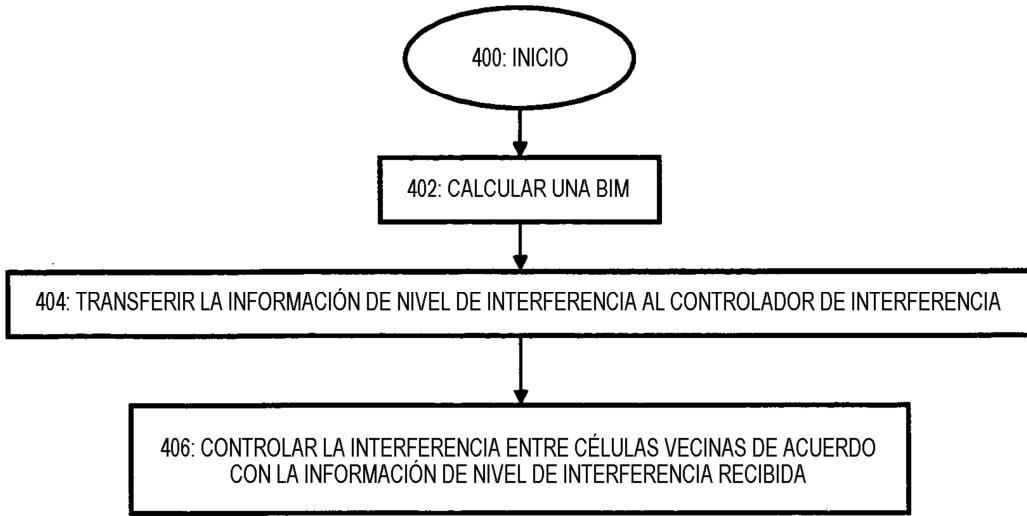 400: INICIO
402: CALCULAR UNA BIM
404: TRANSFERIR LA INFORMACIÓN DE NIVEL DE INTERFERENCIA AL CONTROLADOR DE INTERFERENCIA
406: CONTROLAR LA INTERFERENCIA ENTRE CÉLULAS VECINAS DE ACUERDO
CON LA INFORMACIÓN DE NIVEL DE INTERFERENCIA RECIBIDA